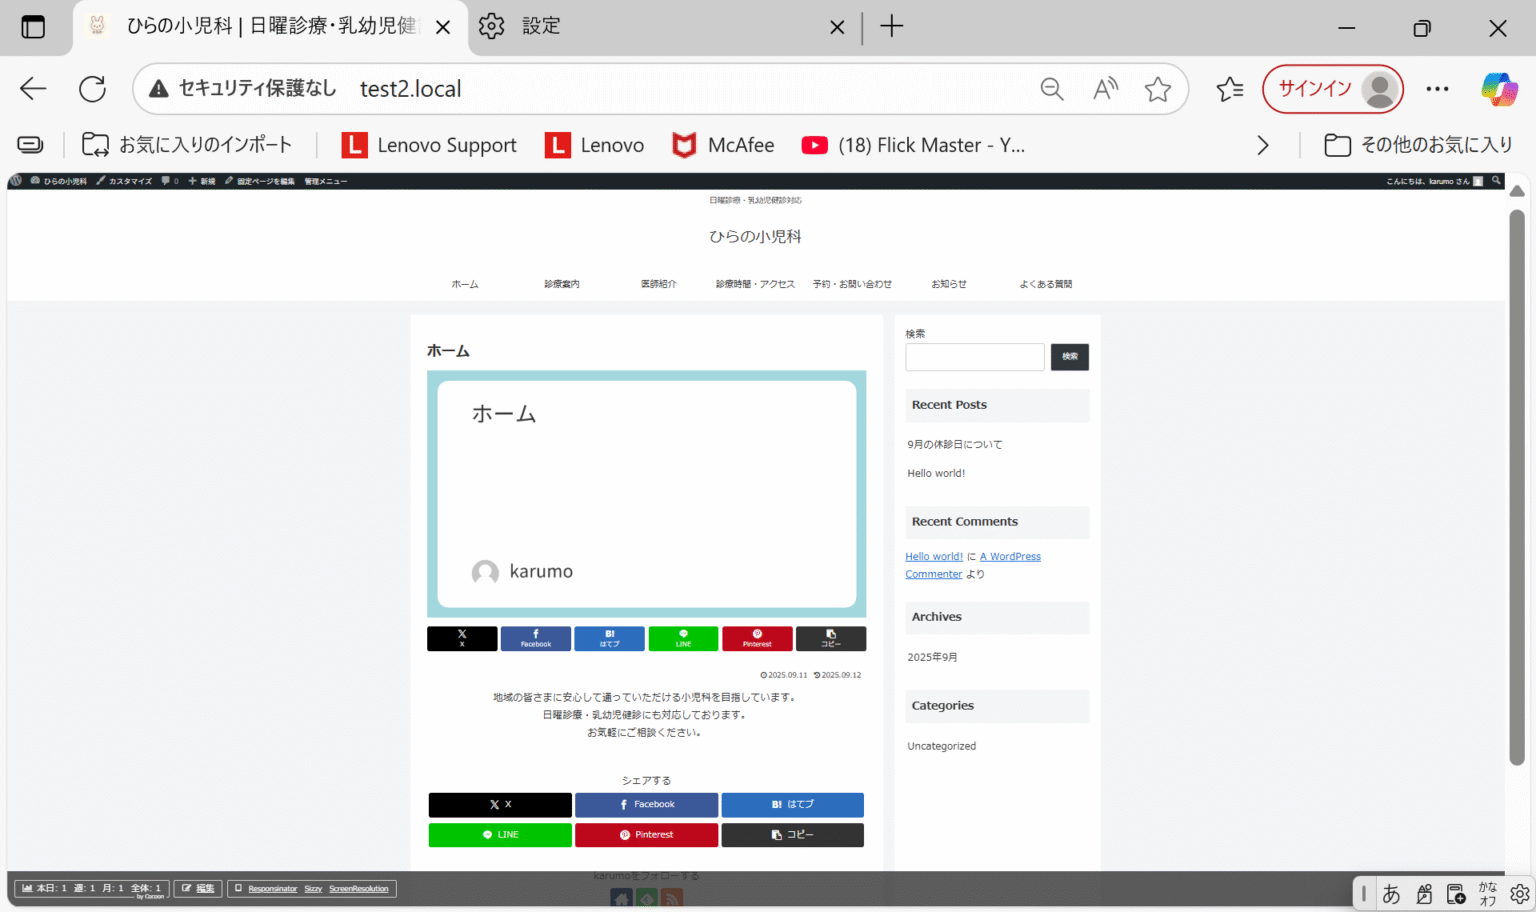 ひらの小児科 | 日曜診療・乳幼児健
設定
セキュリティ保護なし test2.local
サインイン
お気に入りのインポート
Lenovo Support
Lenovo
McAfee
(18) Flick Master - Y...
その他のお気に入り
ひらの小児科 カスタマイズ 0 新規 固定ページを編集 管理メニュー
こんにちは、karumo さん
日曜診療・乳幼児健診対応
ひらの小児科
ホーム 診療案内 医師紹介 診療時間・アクセス 予約・お問い合わせ お知らせ よくある質問
ホーム
ホーム
karumo
X
X
Facebook
B!
はてブ
LINE
Pinterest
コピー
2025.09.11 2025.09.12
地域の皆さまに安心して通っていただける小児科を目指しています。
日曜診療・乳幼児健診にも対応しております。
お気軽にご相談ください。
シェアする
X X
Facebook
B! はてブ
LINE
Pinterest
コピー
karumoをフォローする
検索
検索
Recent Posts
9月の休診日について
Hello world!
Recent Comments
Hello world! に A WordPress
Commenter より
Archives
2025年9月
Categories
Uncategorized
本日: 1 週: 1 月: 1 全体: 1
by Cocoon
編集
Responsinator Sizzy ScreenResolution
あ
かな
オフ